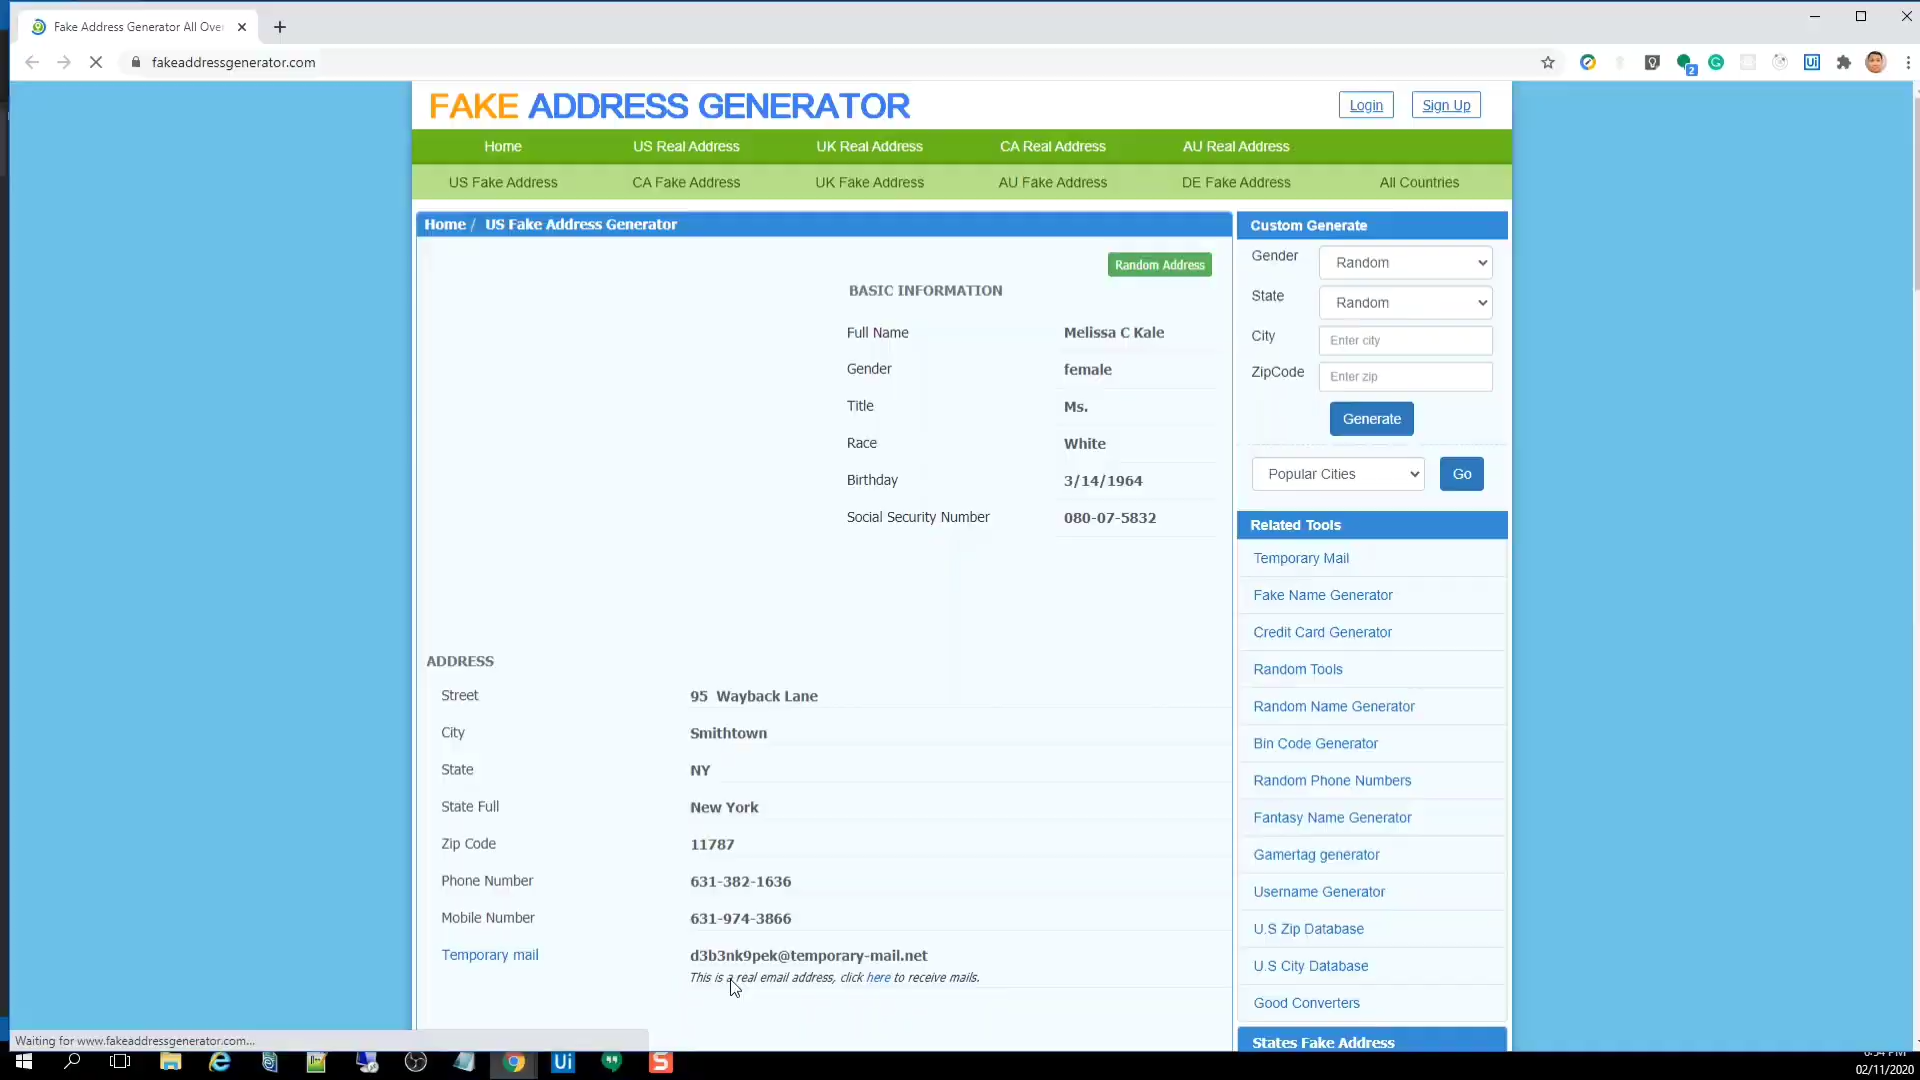 Fake Address Generator All Ove
fakeaddressgenerator.com
2
Ui
FAKE ADDRESS GENERATOR
Login
Sign Up
Home
US Real Address
UK Real Address
CA Real Address
AU Real Address
US Fake Address
CA Fake Address
UK Fake Address
AU Fake Address
DE Fake Address
All Countries
Home / US Fake Address Generator
Random Address
BASIC INFORMATION
Full Name Melissa C Kale
Gender female
Title Ms.
Race White
Birthday 3/14/1964
Social Security Number 080-07-5832
ADDRESS
Street 95 Wayback Lane
City Smithtown
State NY
State Full New York
Zip Code 11787
Phone Number 631-382-1636
Mobile Number 631-974-3866
Temporary mail d3b3nk9pek@temporary-mail.net
This is a real email address, click here to receive mails.
Custom Generate
Gender Random
State Random
City Enter city
ZipCode Enter zip
Generate
Popular Cities Go
Related Tools
Temporary Mail
Fake Name Generator
Credit Card Generator
Random Tools
Random Name Generator
Bin Code Generator
Random Phone Numbers
Fantasy Name Generator
Gamertag generator
Username Generator
U.S Zip Database
U.S City Database
Good Converters
States Fake Address
Waiting for www.fakeaddressgenerator.com...
Ui
S
02/11/2020